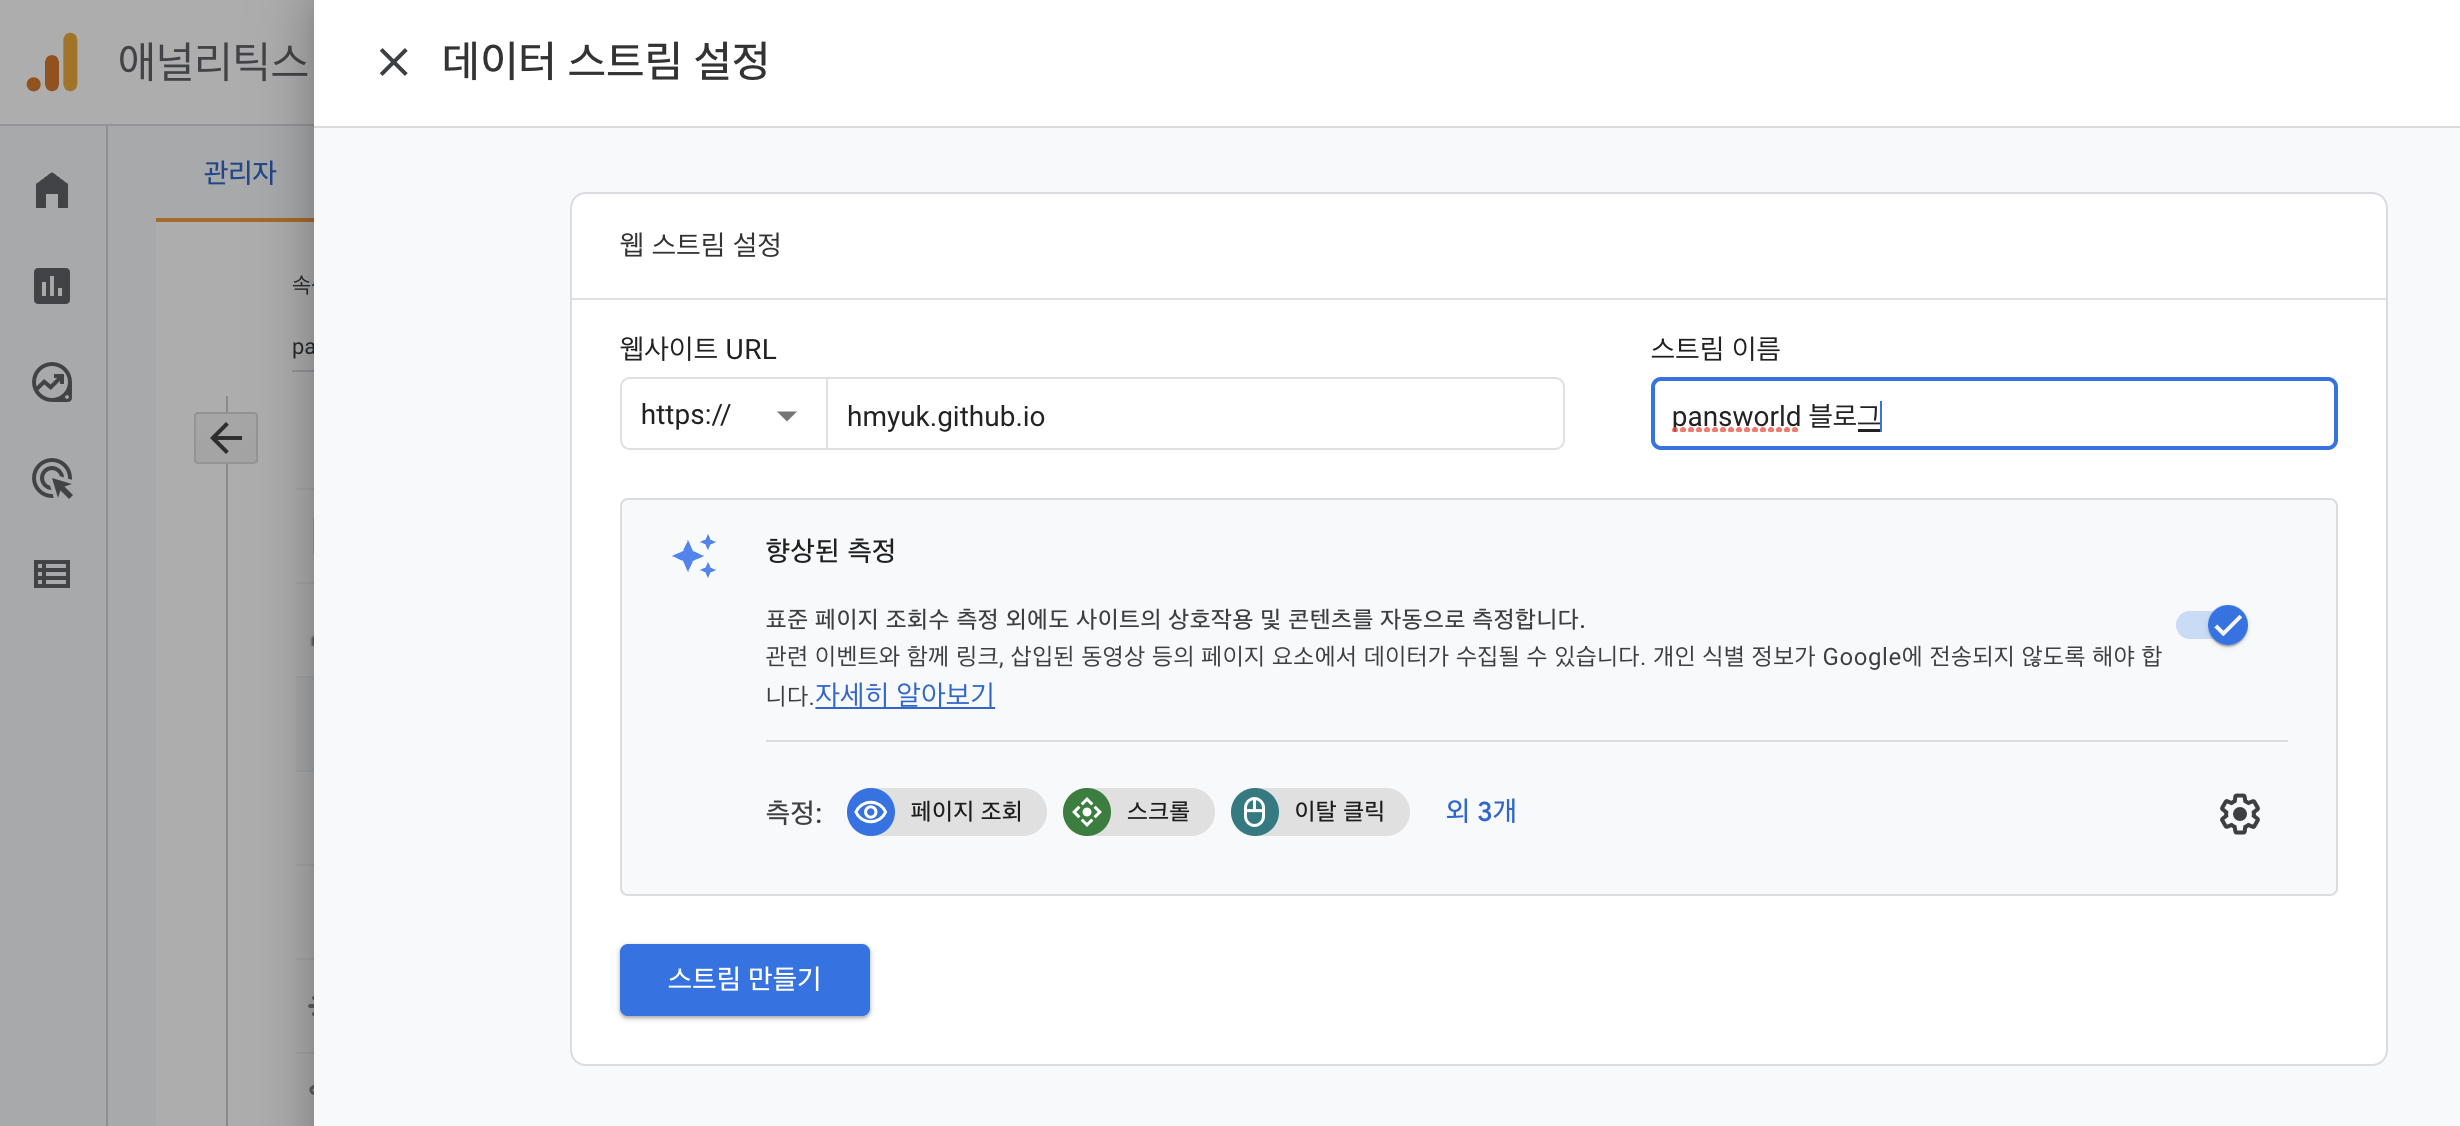 애널리틱스
데이터 스트림 설정
관리자
웹 스트림 설정
웹사이트 URL
스트림 이름
https://
hmyuk.github.io
pansworld 블로그
향상된 측정
표준 페이지 조회수 측정 외에도 사이트의 상호작용 및 콘텐츠를 자동으로 측정합니다.
관련 이벤트와 함께 링크, 삽입된 동영상 등의 페이지 요소에서 데이터가 수집될 수 있습니다. 개인 식별 정보가 Google에 전송되지 않도록 해야 합
니다.자세히 알아보기
측정:
페이지 조회
스크롤
이탈 클릭
외 3개
스트림 만들기